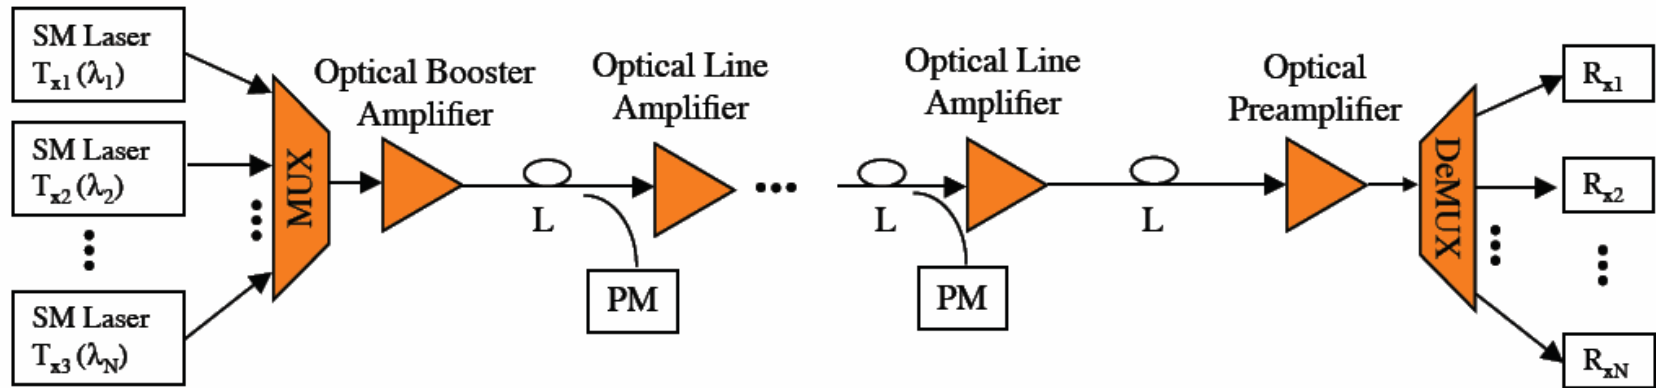 SM Laser
Tx1 (λ1)
SM Laser
Tx2 (λ2)
SM Laser
Tx3 (λN)
MUX
Optical Booster
Amplifier
L
PM
Optical Line
Amplifier
L
PM
Optical Line
Amplifier
L
Optical
Preamplifier
DeMUX
Rx1
Rx2
RxN